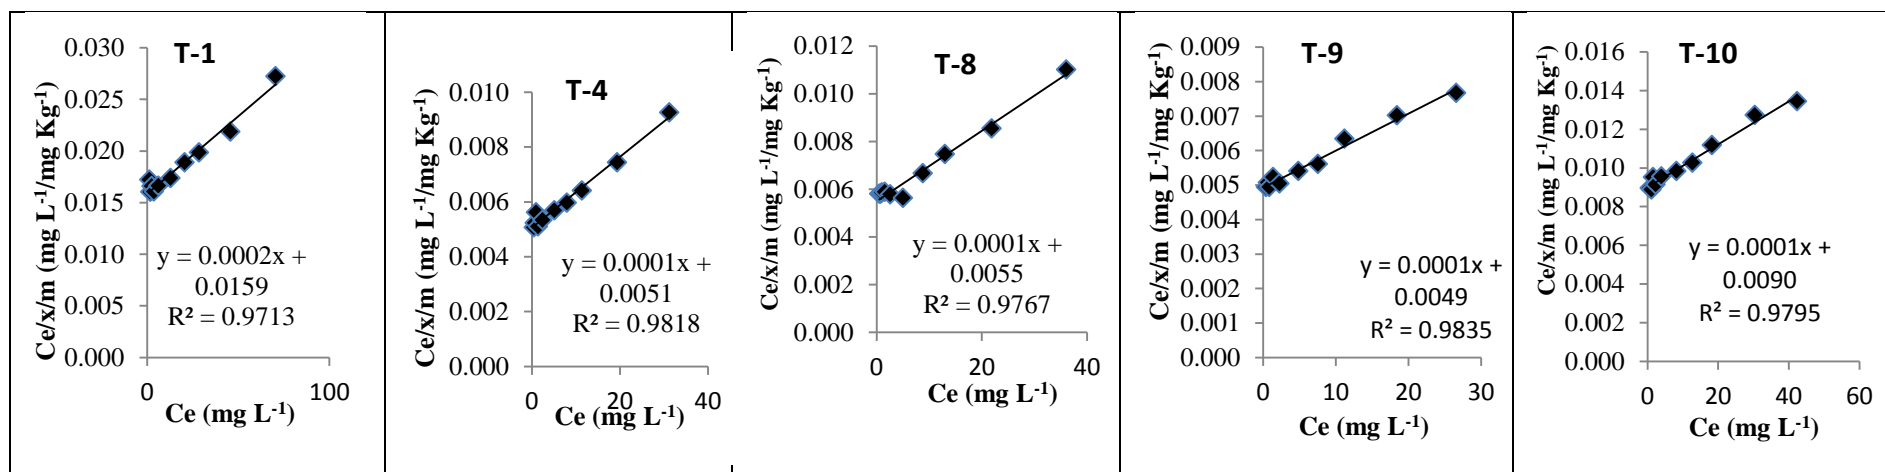 T-1
Ce/x/m (mg L-1/mg Kg-1)
0.030
0.025
0.020
0.015
0.010
0.005
0.000
y = 0.0002x +
0.0159
R² = 0.9713
0
100
Ce (mg L-1)
T-4
Ce/x/m (mg L-1/mg Kg-1)
0.010
0.008
0.006
0.004
0.002
0.000
y = 0.0001x +
0.0051
R² = 0.9818
0
20
40
Ce (mg L-1)
T-8
Ce/x/m (mg L-1/mg Kg-1)
0.012
0.010
0.008
0.006
0.004
0.002
0.000
y = 0.0001x +
0.0055
R² = 0.9767
0
20
40
Ce (mg L-1)
T-9
Ce/x/m (mg L-1/mg Kg-1)
0.009
0.008
0.007
0.006
0.005
0.004
0.003
0.002
0.001
0.000
y = 0.0001x +
0.0049
R² = 0.9835
0
10
20
30
Ce (mg L-1)
T-10
Ce/x/m (mg L-1/mg Kg-1)
0.016
0.014
0.012
0.010
0.008
0.006
0.004
0.002
0.000
y = 0.0001x +
0.0090
R² = 0.9795
0
20
40
60
Ce (mg L-1)